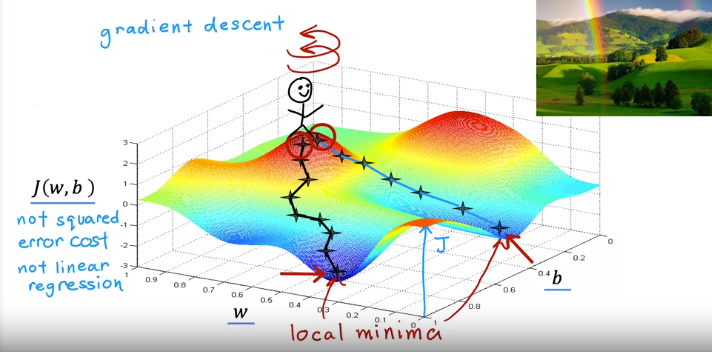 gradient descent
J(w,b)
not squared
error cost
not linear
regression
3
2
1
0
-1
-2
-3
1
0.9
0.8
0.7
0.6
0.5
0.4
0.3
0.2
0.1
0
w
1
0.8
0.6
0.4
0.2
0
b
J
local minima